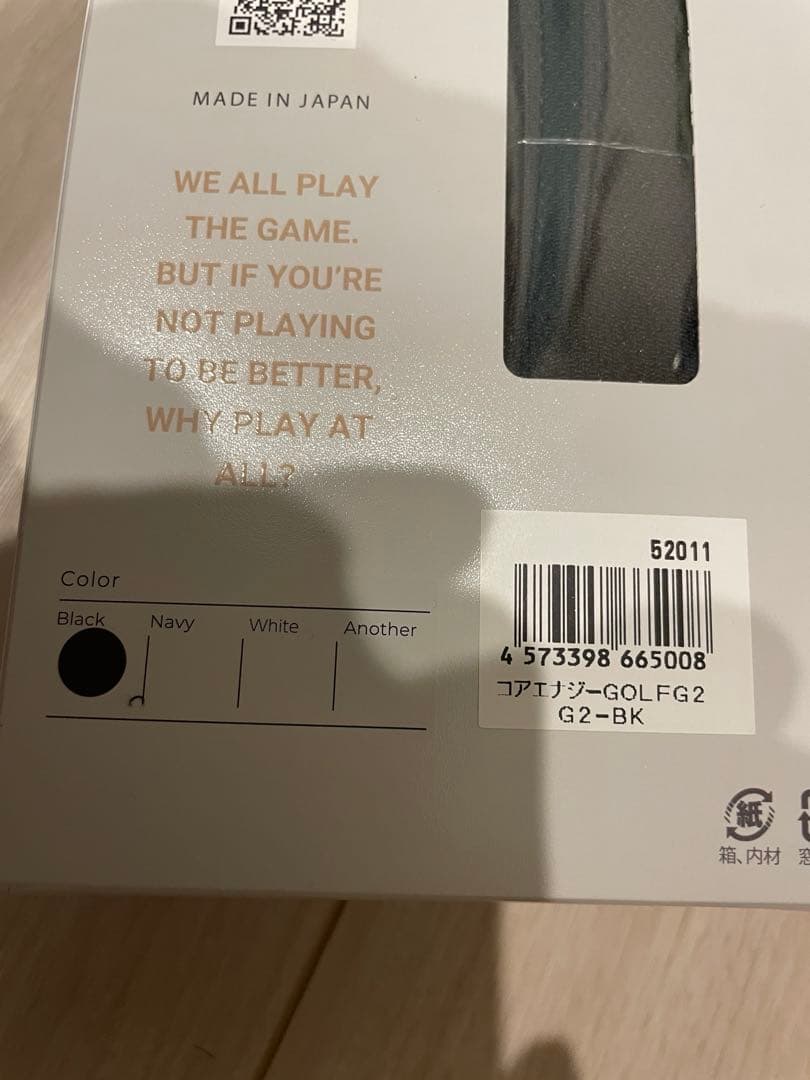 MADE IN JAPAN
WE ALL PLAY
THE GAME.
BUT IF YOU'RE
NOT PLAYING
TO BE BETTER,
WHY PLAY AT
ALL?
Color
Black Navy White Another
52011
4 573398 665008
コアエナジーGOLFG2
G2-BK
紙
箱、内材
窓